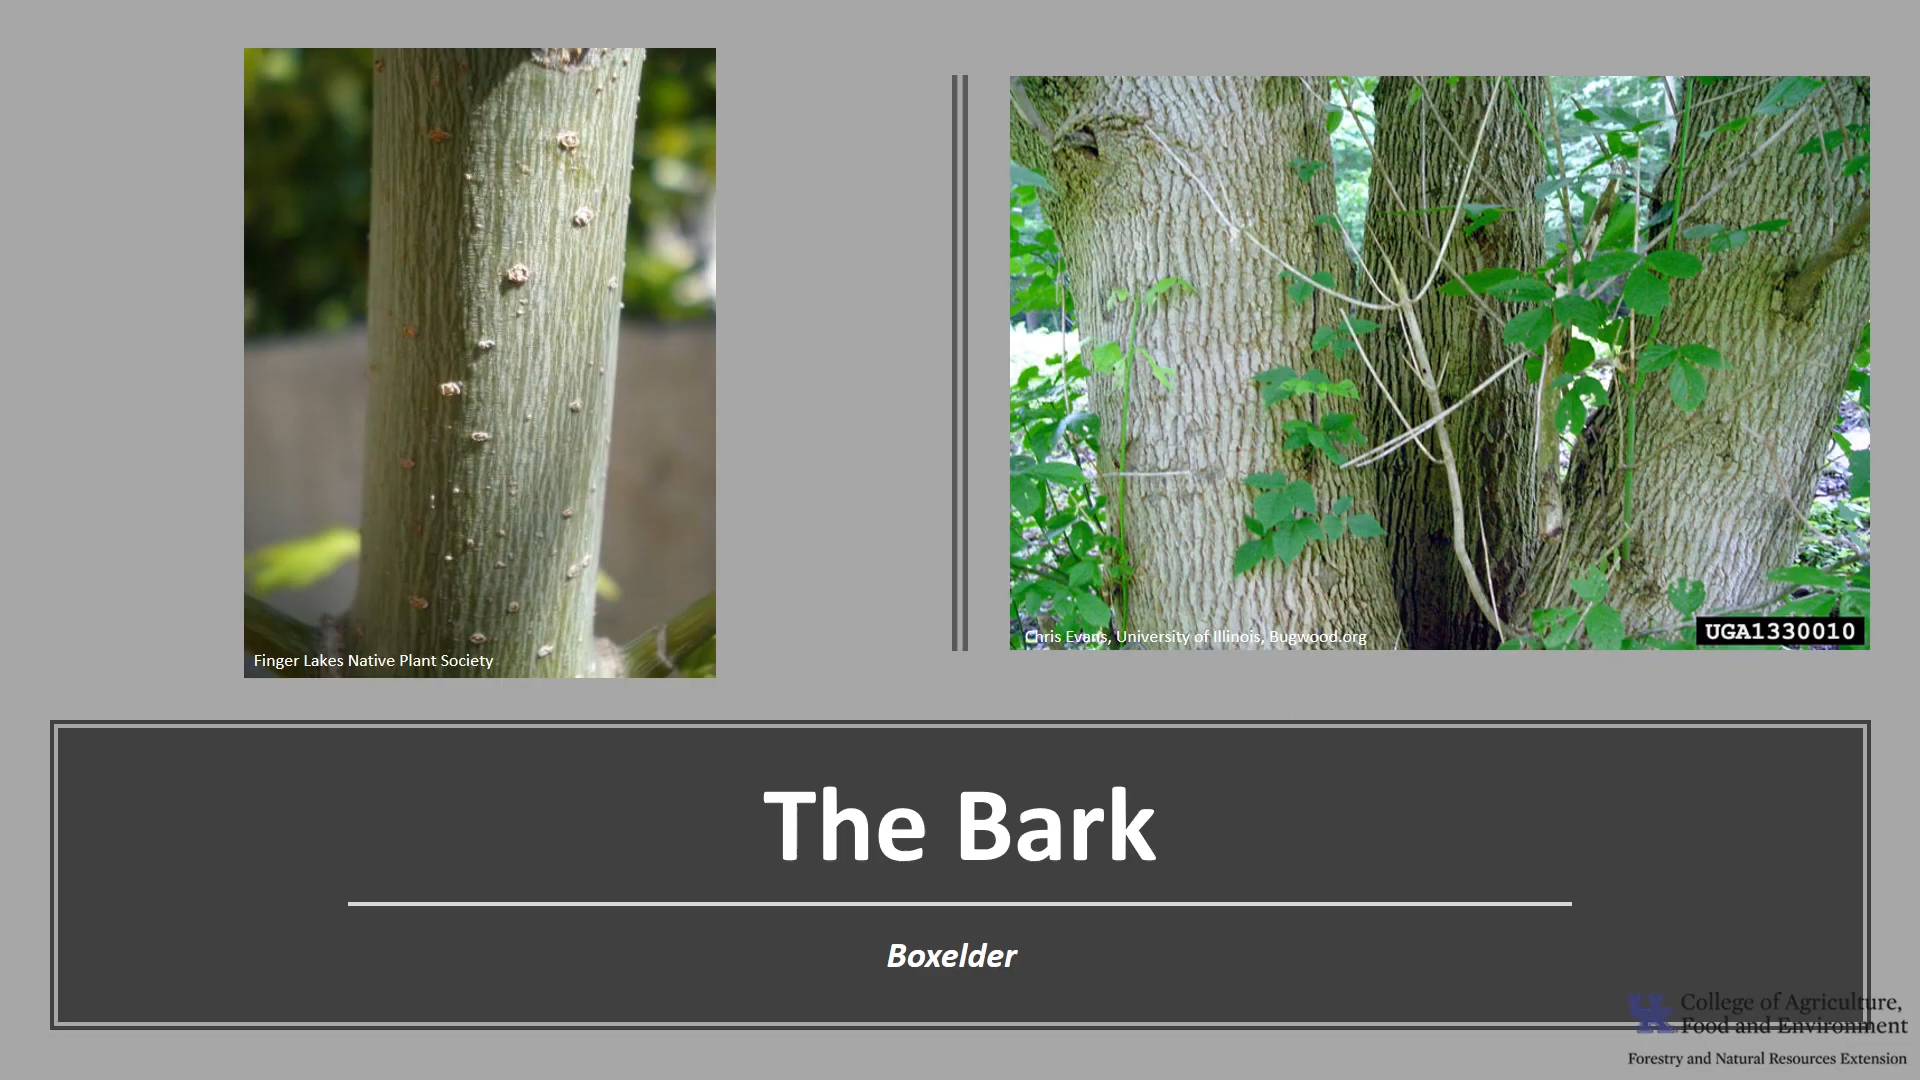 Finger Lakes Native Plant Society
Chris Evans, University of Illinois, Bugwood.org
UGA1330010
The Bark
Boxelder
UK
College of Agriculture,
Food and Environment
Forestry and Natural Resources Extension